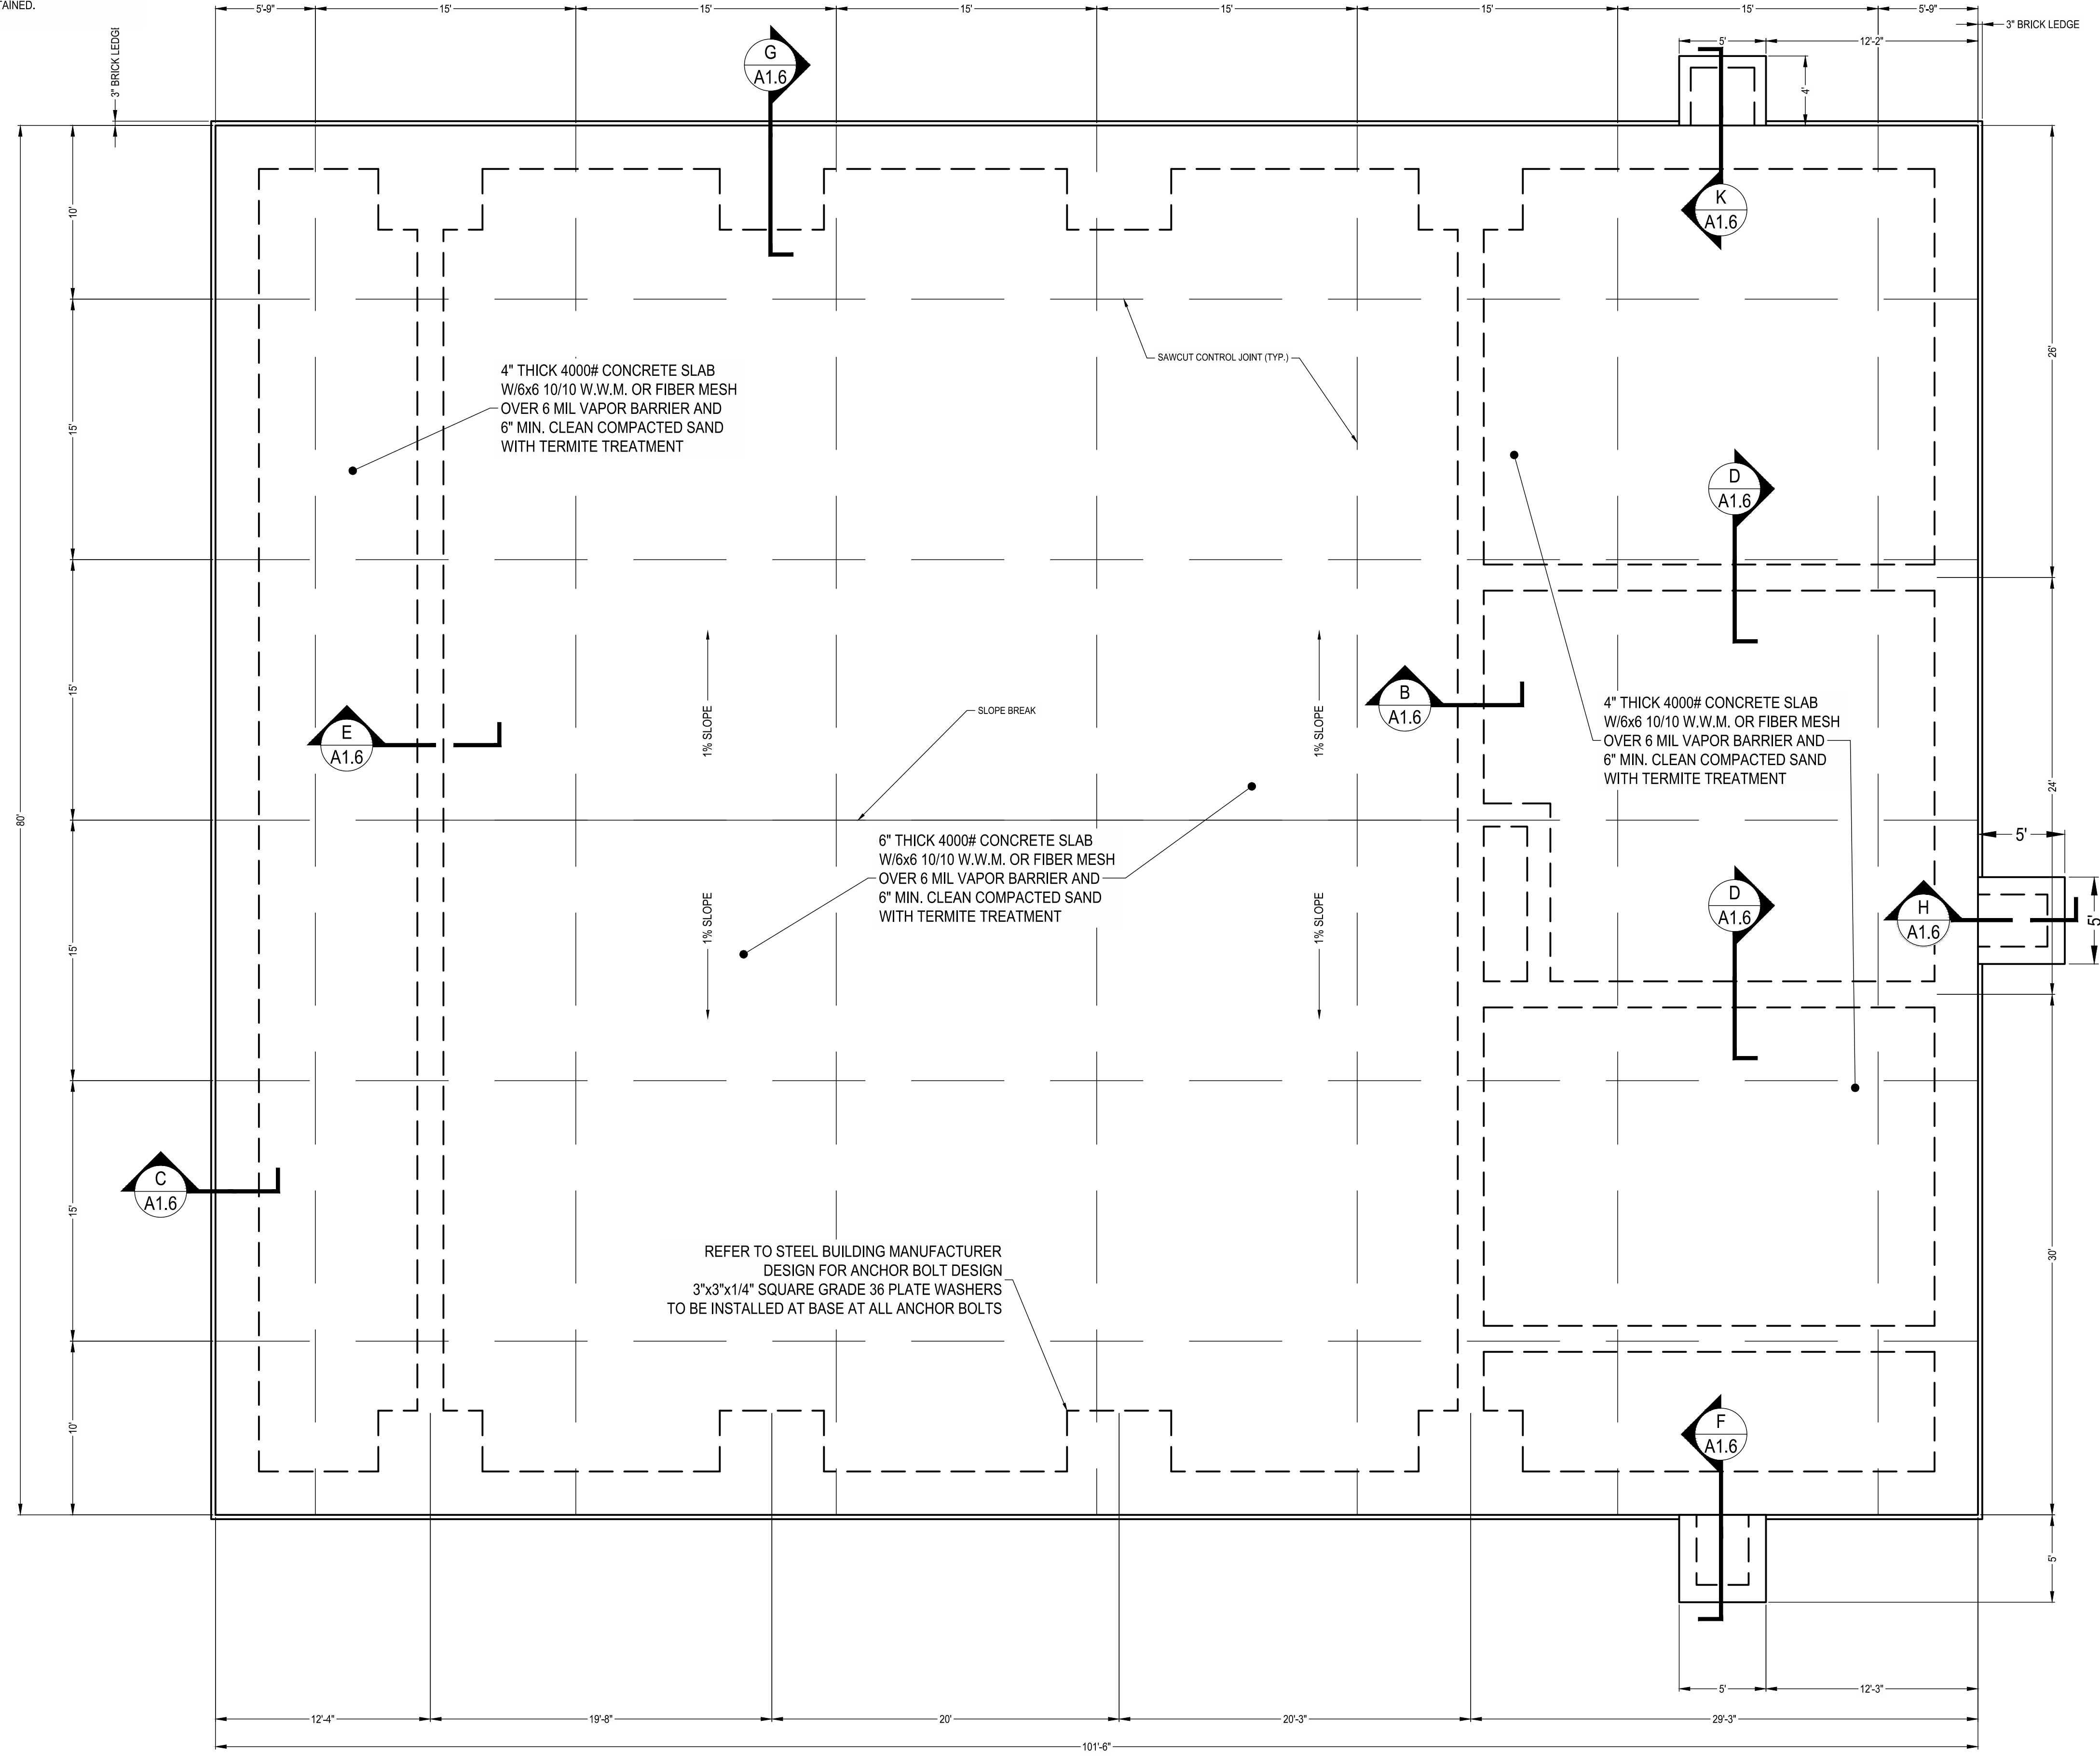 TAINED.
5'-9"
15'
15'
15'
15'
15'
15'
5'-9"
3" BRICK LEDGE
3" BRICK LEDG
5'
12'-2"
4'
G
A1.6
K
A1.6
10'
26'
SAWCUT CONTROL JOINT (TYP.)
4" THICK 4000# CONCRETE SLAB
W/6x6 10/10 W.W.M. OR FIBER MESH
OVER 6 MIL VAPOR BARRIER AND
6" MIN. CLEAN COMPACTED SAND
WITH TERMITE TREATMENT
15'
D
A1.6
15'
B
A1.6
E
A1.6
1% SLOPE
1% SLOPE
SLOPE BREAK
4" THICK 4000# CONCRETE SLAB
W/6x6 10/10 W.W.M. OR FIBER MESH
OVER 6 MIL VAPOR BARRIER AND
6" MIN. CLEAN COMPACTED SAND
WITH TERMITE TREATMENT
24'
80'
5'
6" THICK 4000# CONCRETE SLAB
W/6x6 10/10 W.W.M. OR FIBER MESH
OVER 6 MIL VAPOR BARRIER AND
6" MIN. CLEAN COMPACTED SAND
WITH TERMITE TREATMENT
1% SLOPE
1% SLOPE
D
A1.6
H
A1.6
5'
15'
C
A1.6
15'
REFER TO STEEL BUILDING MANUFACTURER
DESIGN FOR ANCHOR BOLT DESIGN
3"x3"x1/4" SQUARE GRADE 36 PLATE WASHERS
TO BE INSTALLED AT BASE AT ALL ANCHOR BOLTS
30'
10'
F
A1.6
5'
5'
12'-3"
12'-4"
19'-8"
20'
20'-3"
29'-3"
101'-6"